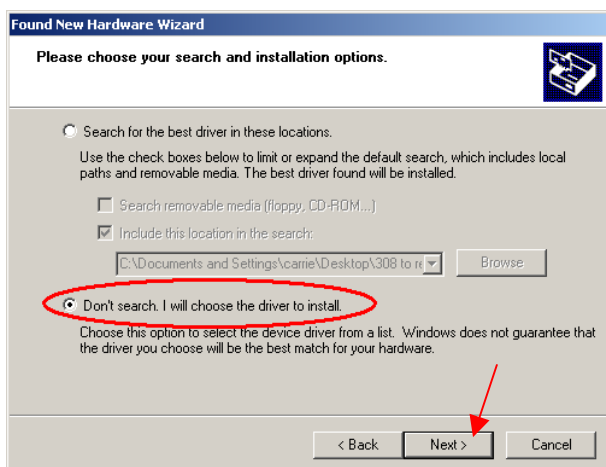 Found New Hardware Wizard
Please choose your search and installation options.
Search for the best driver in these locations.
Use the check boxes below to limit or expand the default search, which includes local
paths and removable media. The best driver found will be installed.
Search removable media (floppy, CD-ROM...)
Include this location in the search:
C:\Documents and Settings\carrie\Desktop\308 to
Browse
Don't search. I will choose the driver to install.
Choose this option to select the device driver from a list. Windows does not guarantee that
the driver you choose will be the best match for your hardware.
< Back
Next >
Cancel